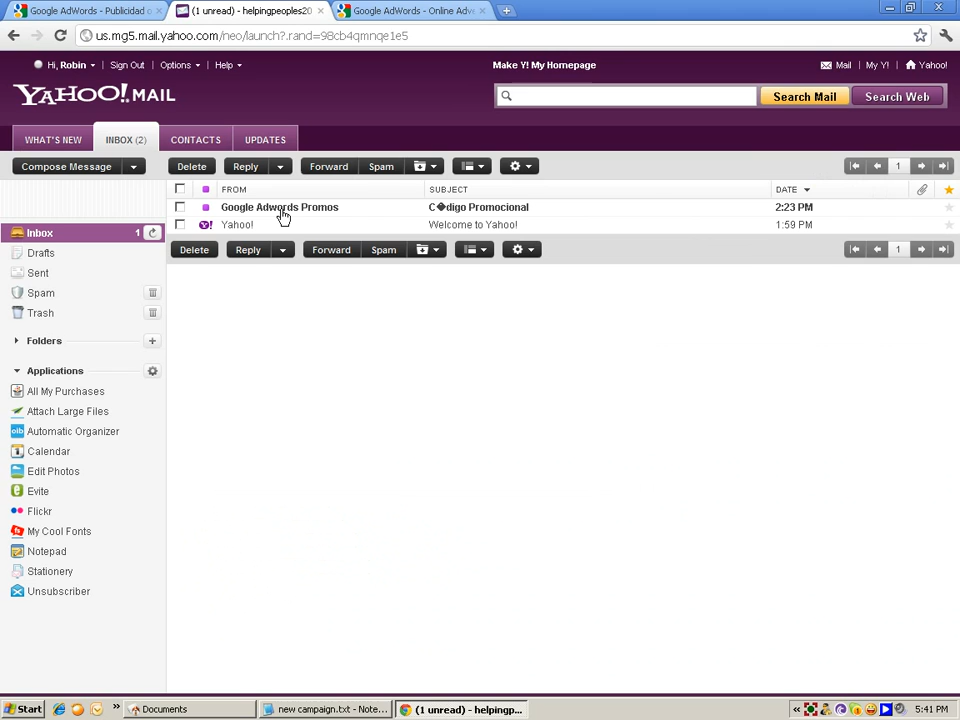 Google AdWords - Publicidad o
(1 unread) - helpingpeoples20
Google AdWords - Online Adve
us.mg5.mail.yahoo.com/neo/launch?.rand=98cb4qmnqe1e5
Hi, Robin Sign Out Options Help
Make Y! My Homepage
Mail My Y! Yahoo!
YAHOO! MAIL
Search Mail Search Web
WHAT'S NEW INBOX (2) CONTACTS UPDATES
Compose Message Delete Reply Forward Spam 1
FROM SUBJECT DATE
Google Adwords Promos C�digo Promocional 2:23 PM
Y! Yahoo! Welcome to Yahoo! 1:59 PM
Delete Reply Forward Spam 1
Inbox 1
Drafts
Sent
Spam
Trash
Folders
Applications
All My Purchases
Attach Large Files
oib Automatic Organizer
Calendar
Edit Photos
Evite
Flickr
My Cool Fonts
Notepad
Stationery
Unsubscriber
Start Documents new campaign.txt - Note... (1 unread) - helpingp... 5:41 PM